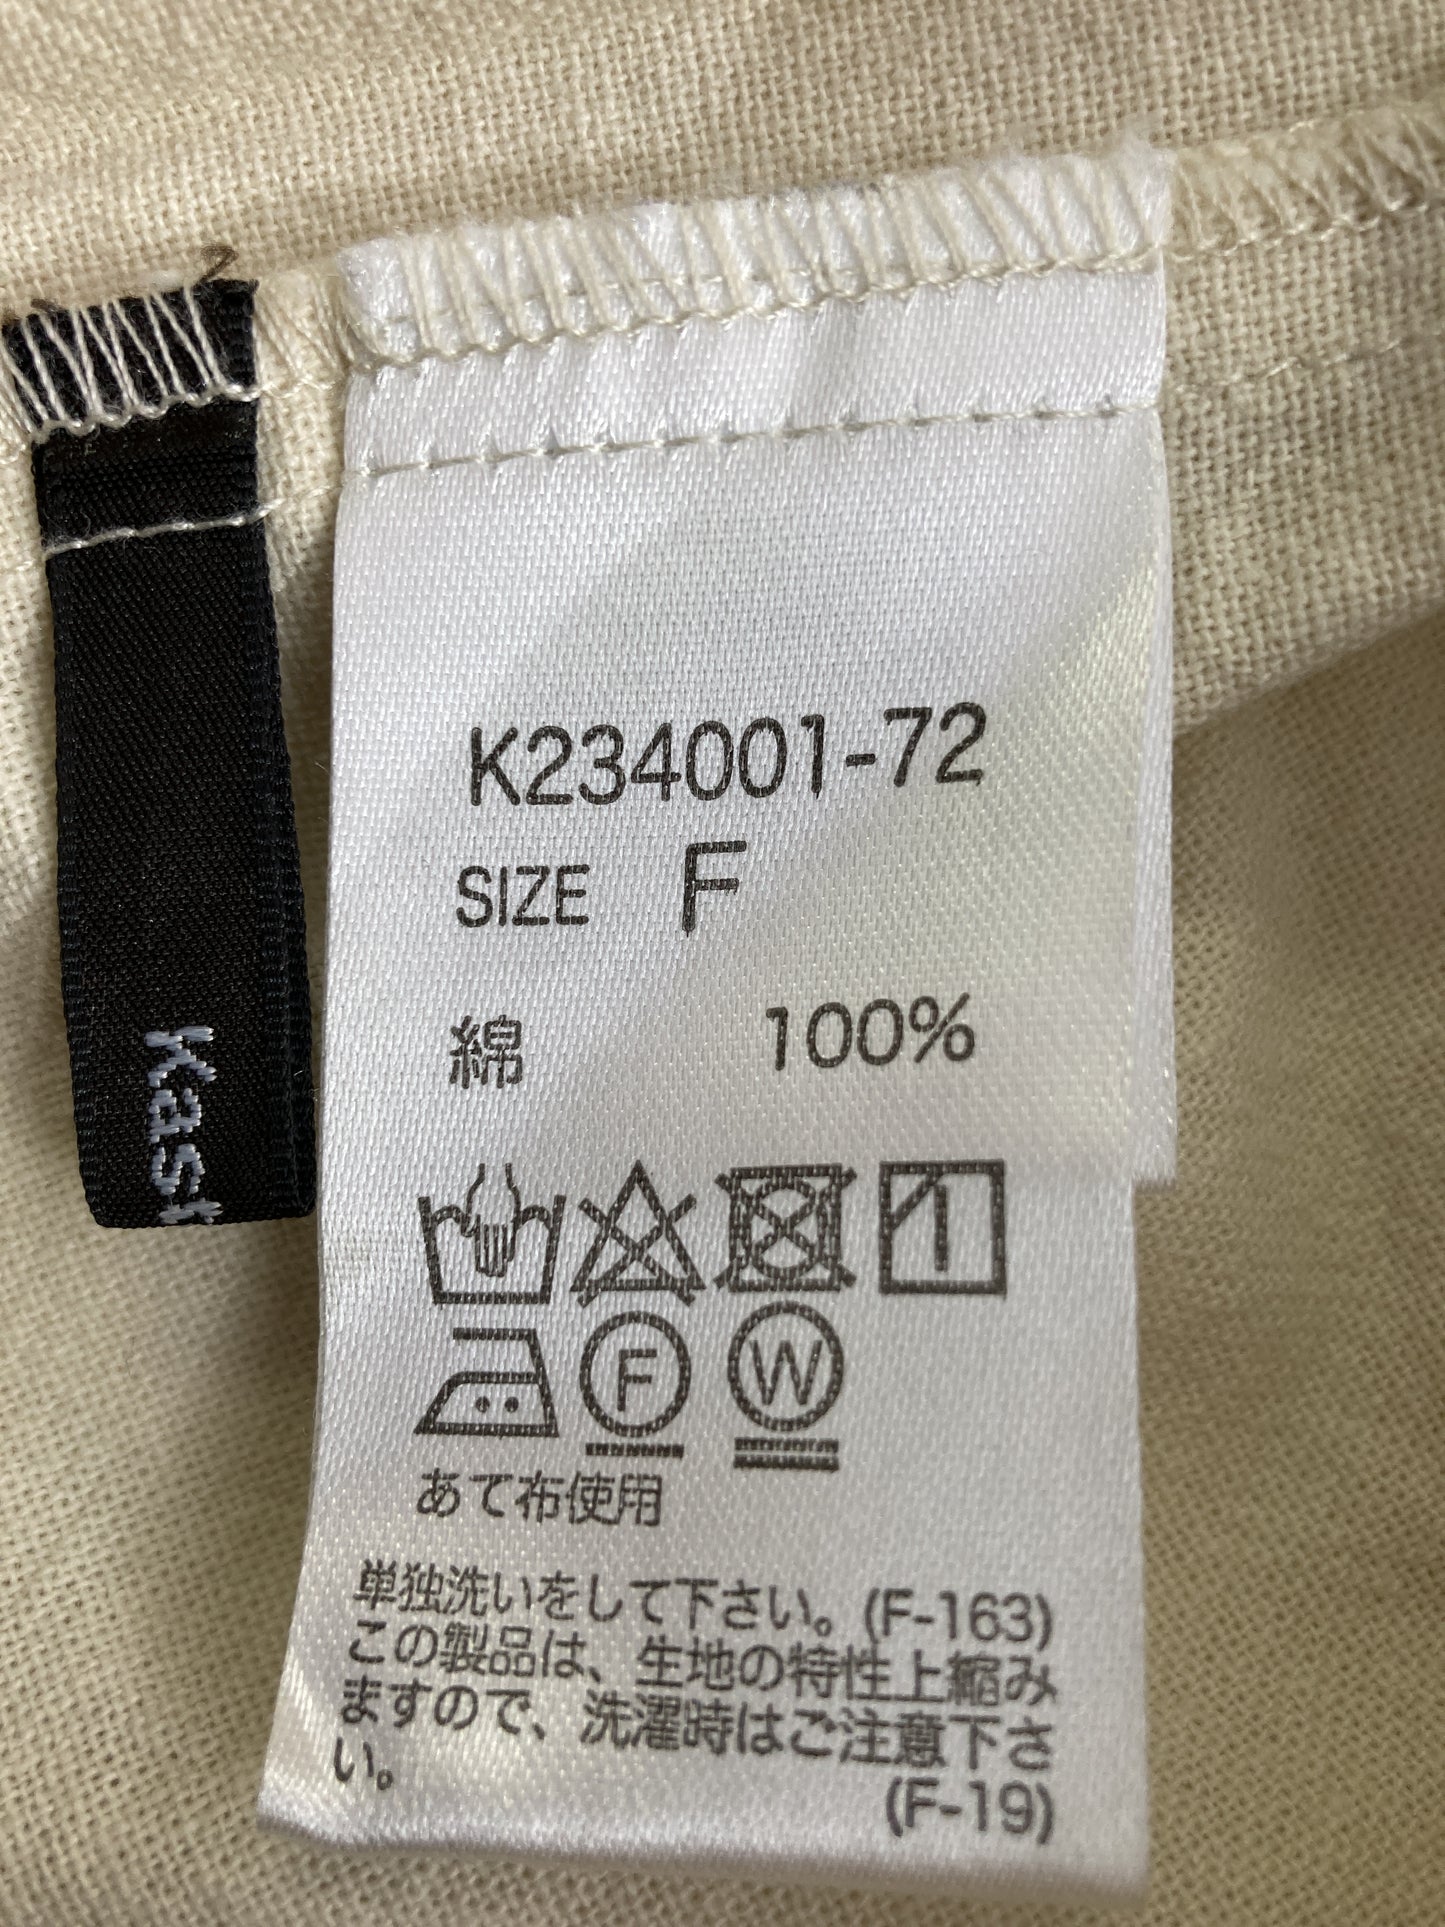 K234001-72
SIZE F
綿 100%
F
W
あて布使用
単独洗いをして下さい。(F-163)
この製品は、生地の特性上縮み
ますので、洗濯時はご注意下さ
い。
(F-19)